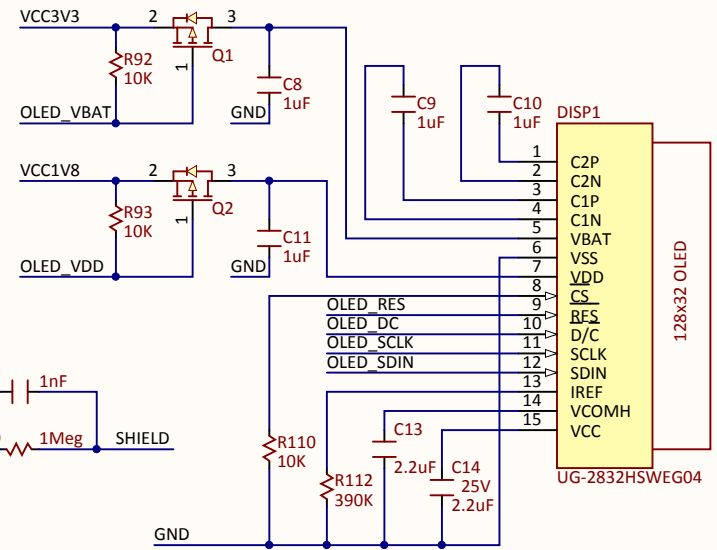 VCC3V3
2
3
R92
10K
1
Q1
C8
1uF
OLED_VBAT
GND
C9
1uF
C10
1uF
DISP1
VCC1V8
2
3
R93
10K
1
Q2
C11
1uF
OLED_VDD
GND
1 C2P
2 C2N
3 C1P
4 C1N
5 VBAT
6 VSS
7 VDD
8 CS
OLED_RES 9 RES
OLED_DC 10 D/C
OLED_SCLK 11 SCLK
OLED_SDIN 12 SDIN
13 IREF
14 VCOMH
15 VCC
128x32 OLED
UG-2832HSWEG04
1nF
1Meg
SHIELD
R110
10K
R112
390K
C13
2.2uF
C14
25V
2.2uF
GND